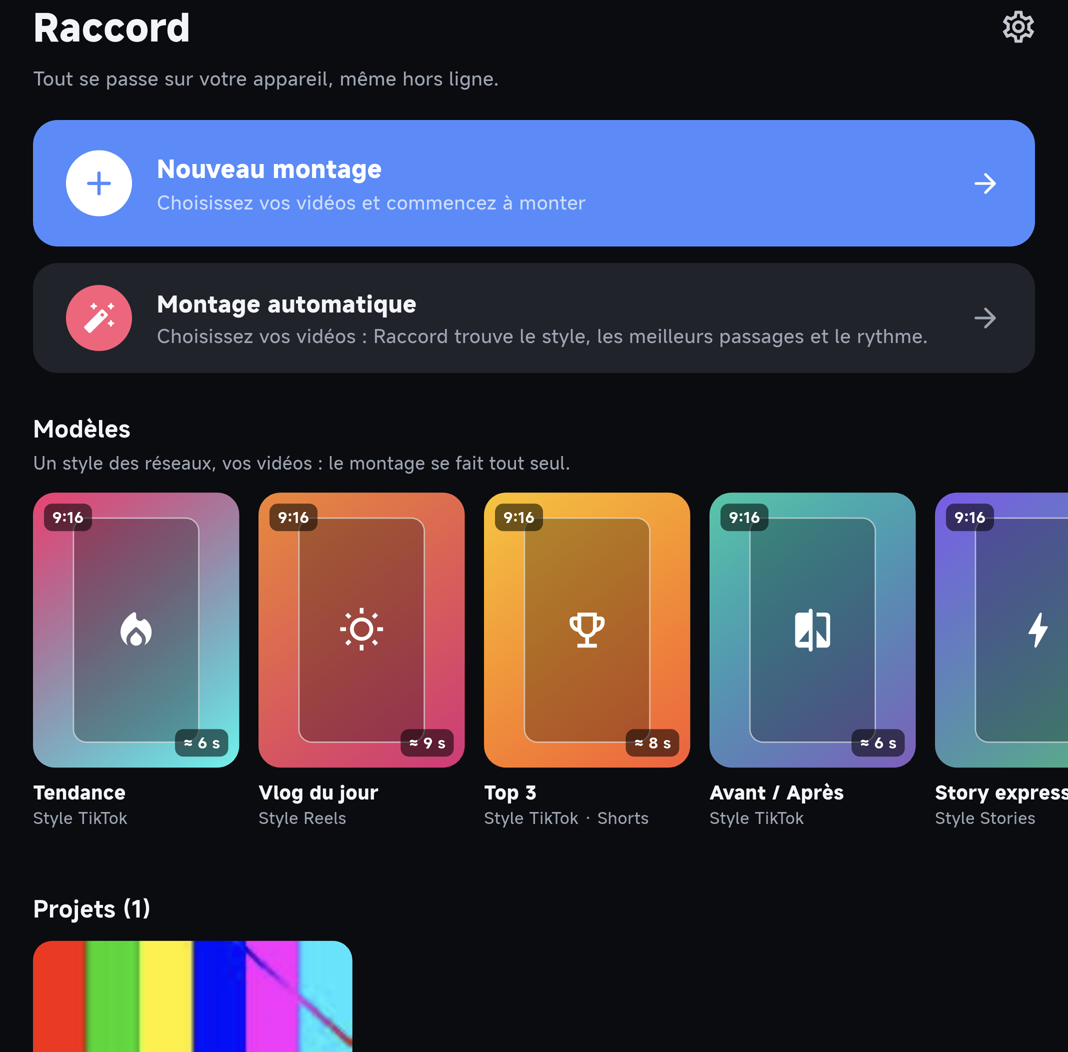 Raccord
Tout se passe sur votre appareil, même hors ligne.
Nouveau montage
Choisissez vos vidéos et commencez à monter
Montage automatique
Choisissez vos vidéos : Raccord trouve le style, les meilleurs passages et le rythme.
Modèles
Un style des réseaux, vos vidéos : le montage se fait tout seul.
9:16
≈ 6 s
Tendance
Style TikTok
9:16
≈ 9 s
Vlog du jour
Style Reels
9:16
≈ 8 s
Top 3
Style TikTok · Shorts
9:16
≈ 6 s
Avant / Après
Style TikTok
9:16
Story express
Style Stories
Projets (1)